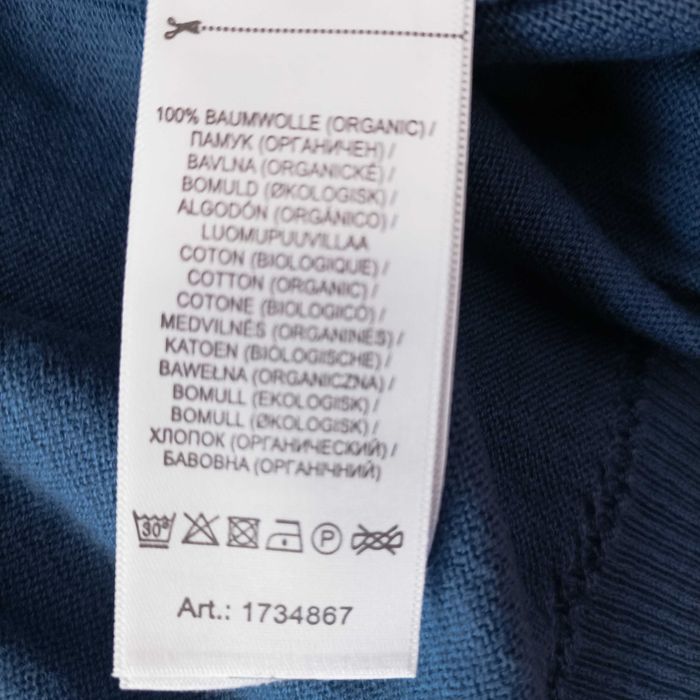 100% BAUMWOLLE (ORGANIC) /
ПАМУК (ОРГАНИЧЕН) /
BAVLNA (ORGANICKÉ) /
BOMULD (ØKOLOGISK) /
ALGODÓN (ORGÁNICO) /
LUOMUPUUVILLAA
COTON (BIOLOGIQUE) /
COTTON (ORGANIC) /
COTONE (BIOLOGICO) /
MEDVILNĖS (ORGANINĖS) /
KATOEN (BIOLOGISCHE) /
BAWEŁNA (ORGANICZNA) /
BOMULL (EKOLOGISK) /
BOMULL (ØKOLOGISK) /
ХЛОПОК (ОРГАНИЧЕСКИЙ) /
БАВОВНА (ОРГАНІЧНИЙ)
30° P
Art.: 1734867